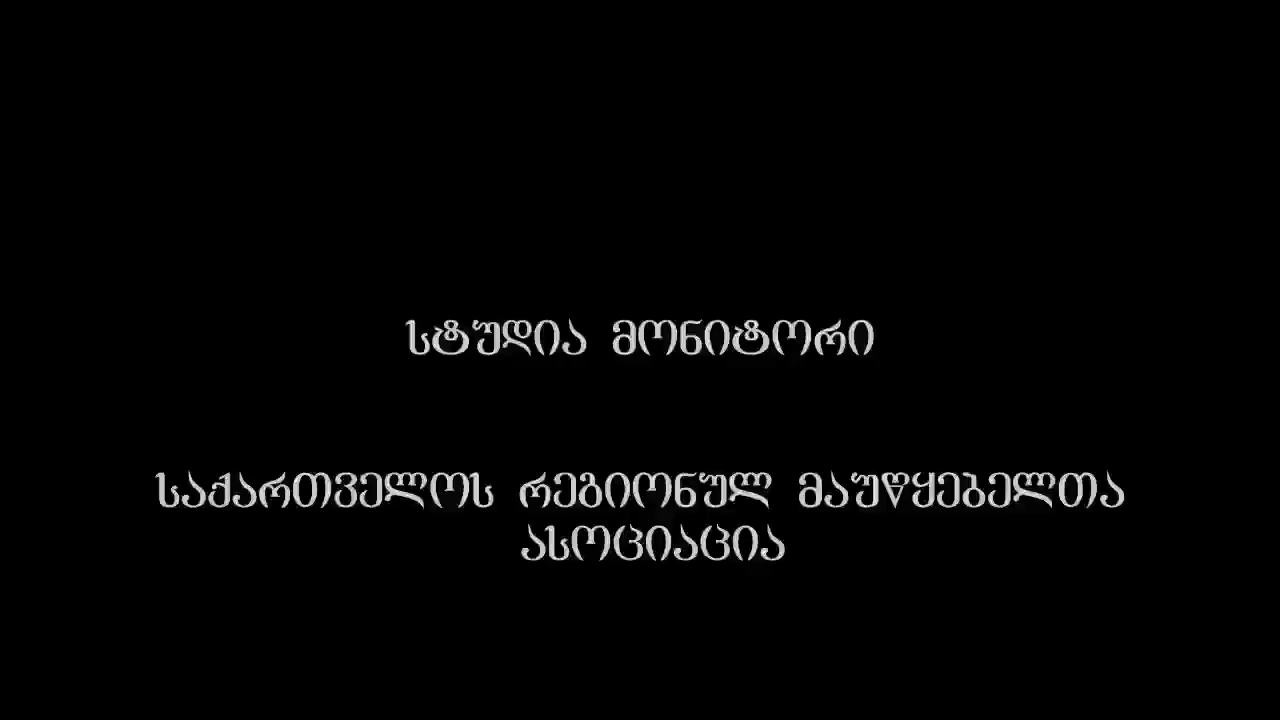 სტუდია მონიტორი
საქართველოს რეგიონულ მაუწყებელთა
ასოციაცია